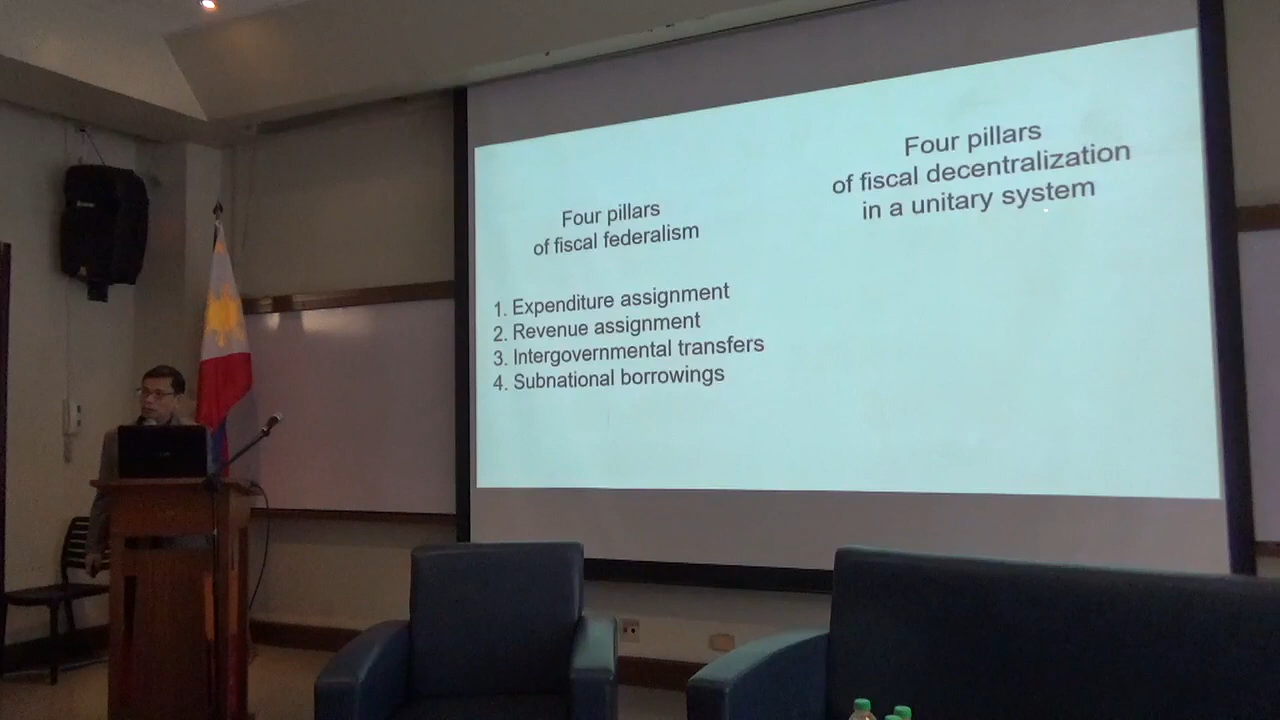 Four pillars
of fiscal federalism
1. Expenditure assignment
2. Revenue assignment
3. Intergovernmental transfers
4. Subnational borrowings
Four pillars
of fiscal decentralization
in a unitary system